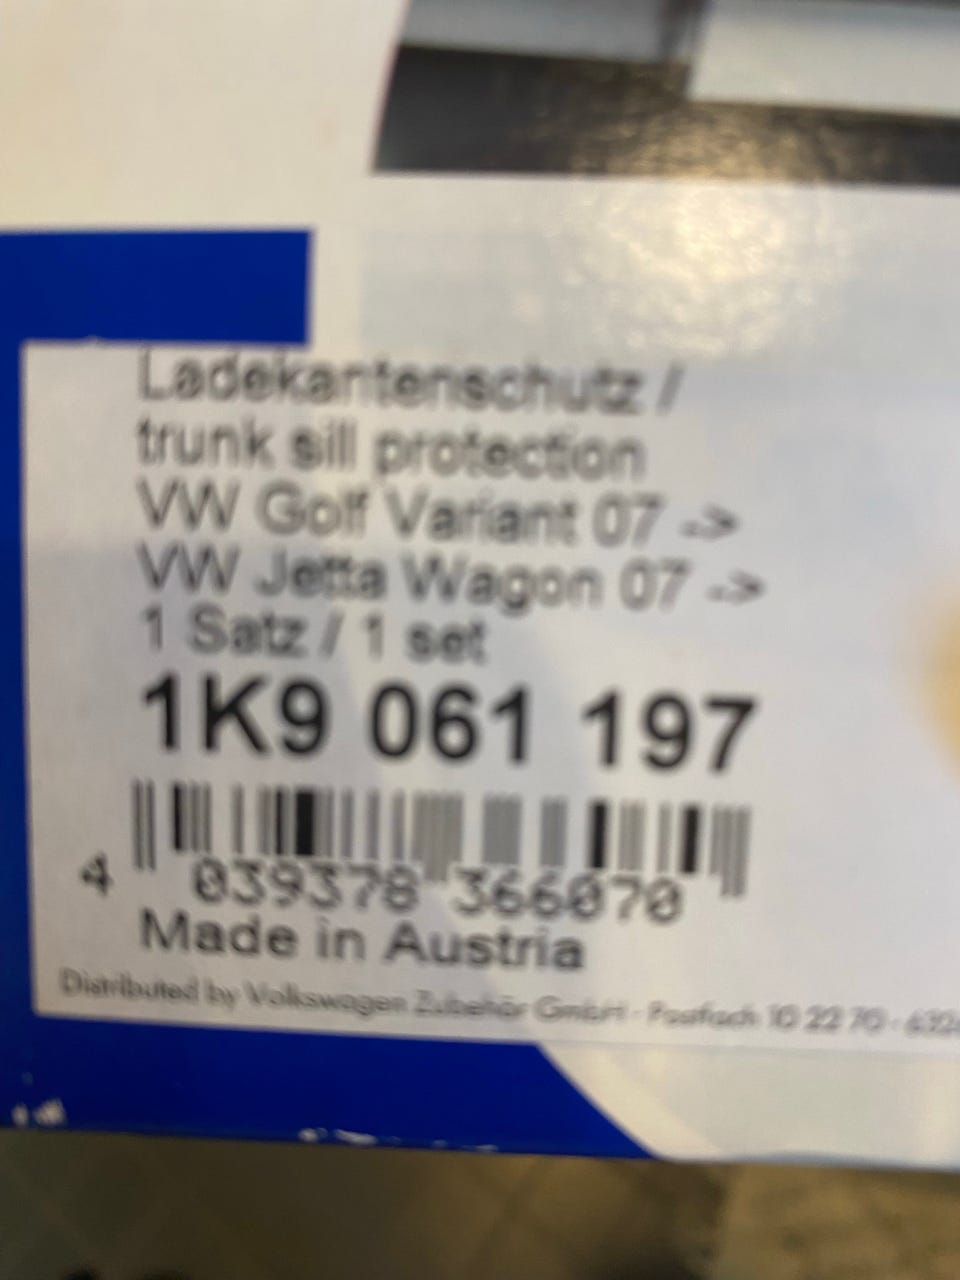 Ladekantenschutz /
trunk sill protection
VW Golf Variant 07 ->
VW Jetta Wagon 07 ->
1 Satz / 1 set
1K9 061 197
4 039378 366070
Made in Austria
Distributed by Volkswagen Zubehör GmbH · Postfach 10 22 70 ·